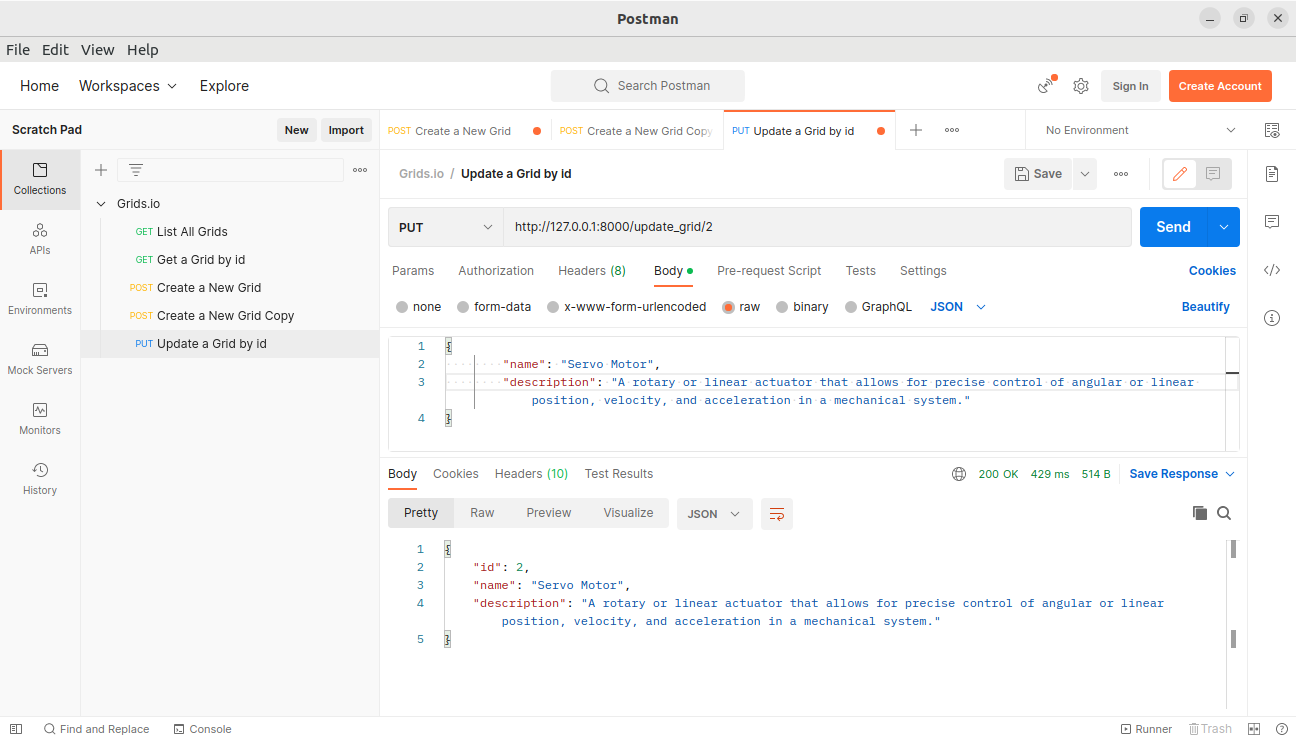 Postman
File Edit View Help
Home Workspaces Explore Search Postman Sign In Create Account
Scratch Pad New Import
POST Create a New Grid POST Create a New Grid Copy PUT Update a Grid by id No Environment
Collections
APIs
Environments
Mock Servers
Monitors
History
Grids.io
GET List All Grids
GET Get a Grid by id
POST Create a New Grid
POST Create a New Grid Copy
PUT Update a Grid by id
Grids.io / Update a Grid by id Save
PUT http://127.0.0.1:8000/update_grid/2 Send
Params Authorization Headers (8) Body Pre-request Script Tests Settings Cookies
none form-data x-www-form-urlencoded raw binary GraphQL JSON Beautify
1 {
2 "name": "Servo Motor",
3 "description": "A rotary or linear actuator that allows for precise control of angular or linear
position, velocity, and acceleration in a mechanical system."
4 }
Body Cookies Headers (10) Test Results 200 OK 429 ms 514 B Save Response
Pretty Raw Preview Visualize JSON
1 {
2 "id": 2,
3 "name": "Servo Motor",
4 "description": "A rotary or linear actuator that allows for precise control of angular or linear
position, velocity, and acceleration in a mechanical system."
5 }
Find and Replace Console Runner Trash